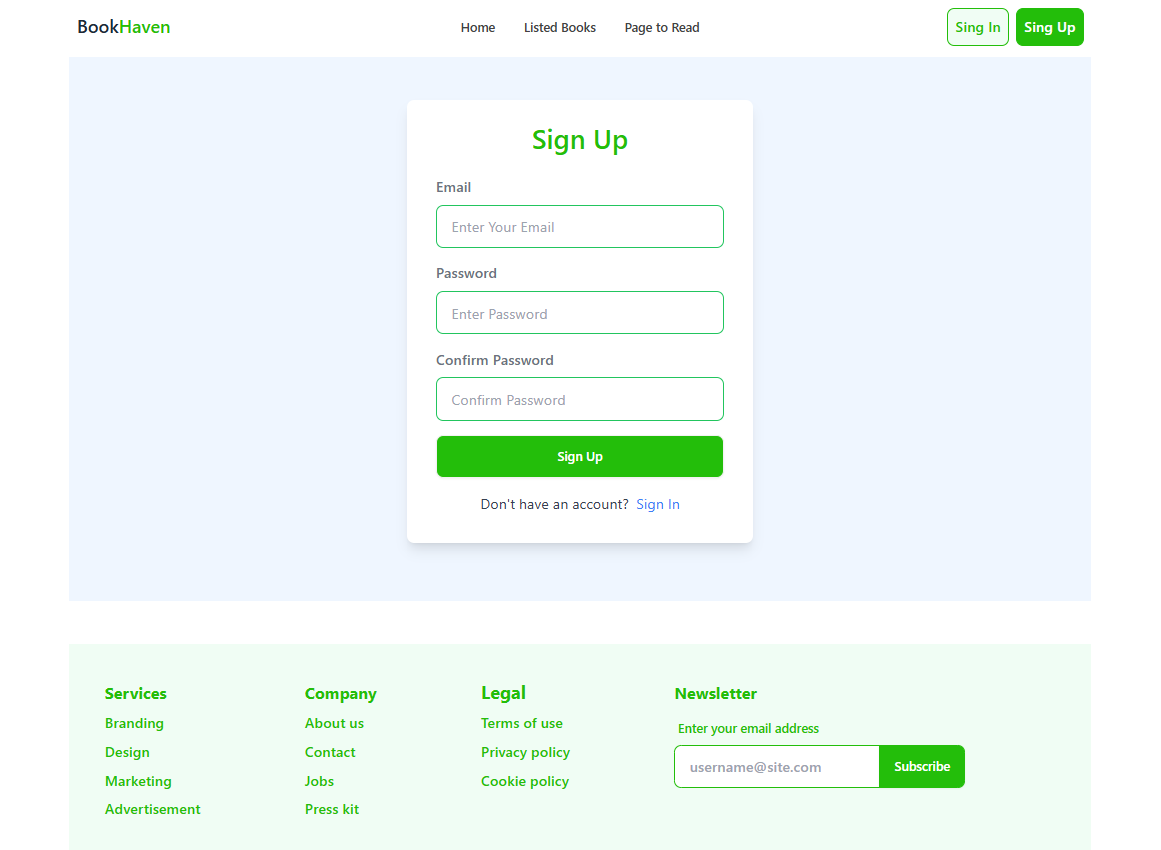 BookHaven
Home Listed Books Page to Read
Sing In Sing Up
Sign Up
Email
Enter Your Email
Password
Enter Password
Confirm Password
Confirm Password
Sign Up
Don't have an account? Sign In
Services
Branding
Design
Marketing
Advertisement
Company
About us
Contact
Jobs
Press kit
Legal
Terms of use
Privacy policy
Cookie policy
Newsletter
Enter your email address
username@site.com Subscribe